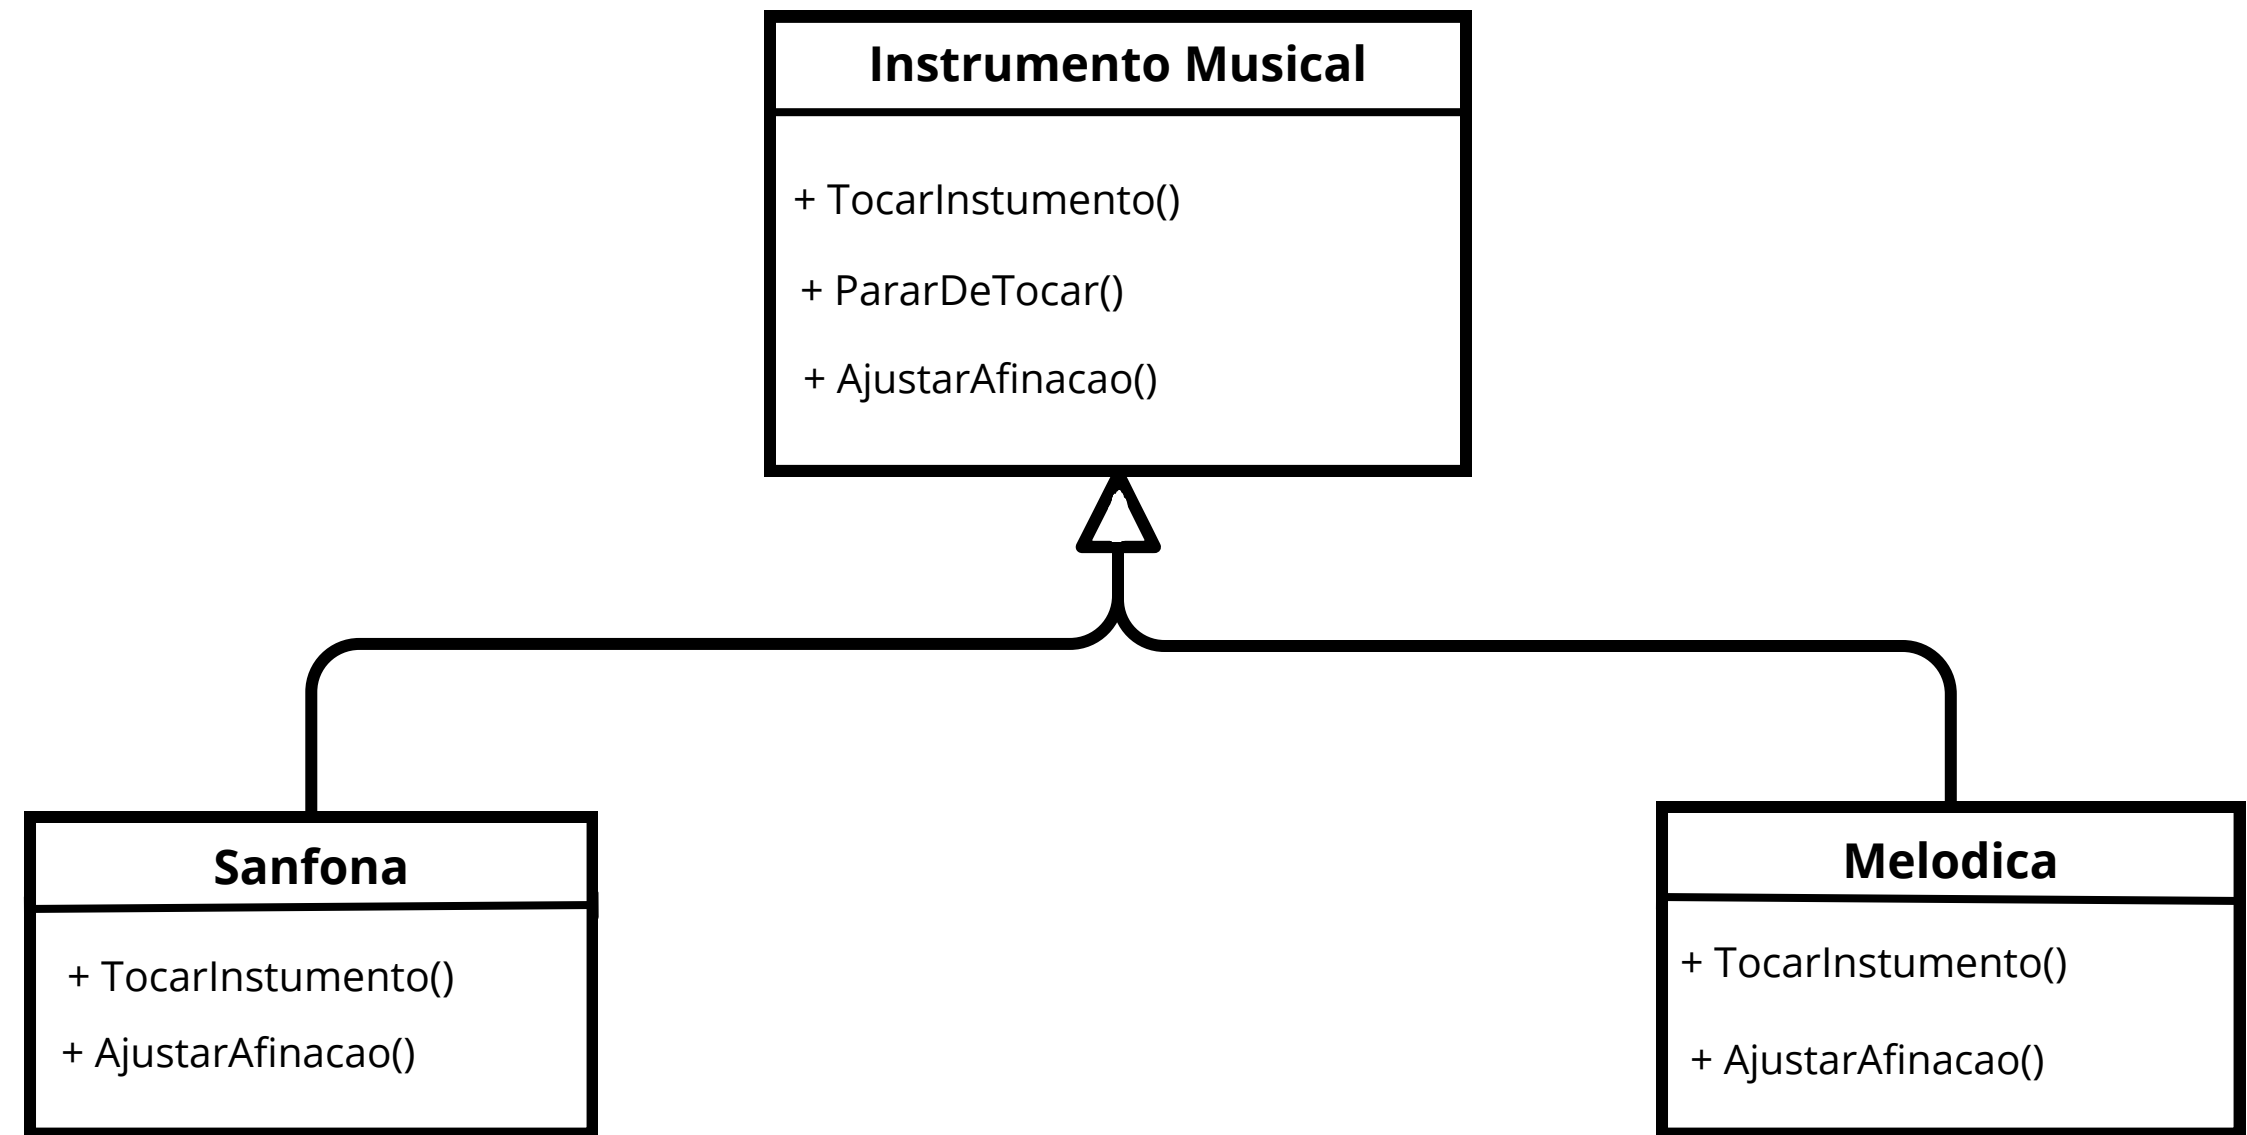 Instrumento Musical
+ TocarInstumento()
+ PararDeTocar()
+ AjustarAfinacao()
Sanfona
+ TocarInstumento()
+ AjustarAfinacao()
Melodica
+ TocarInstumento()
+ AjustarAfinacao()